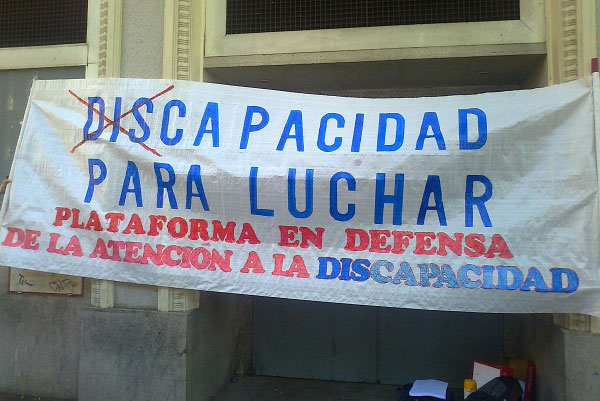 DISCAPACIDAD
PARA LUCHAR
PLATAFORMA EN DEFENSA
DE LA ATENCIÓN A LA DISCAPACIDAD